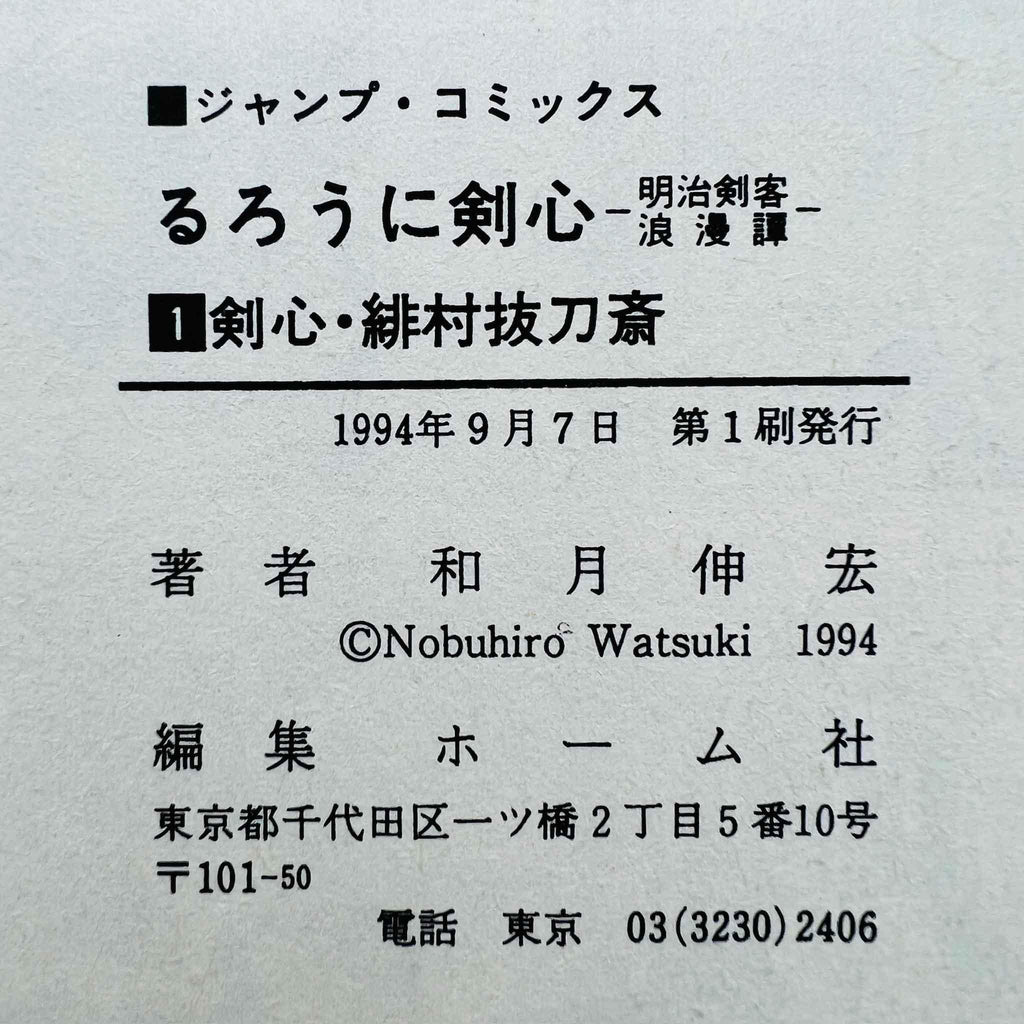 ■ジャンプ・コミックス
るろうに剣心-明治剣客浪漫譚-
1剣心・緋村抜刀斎
1994年9月7日　第1刷発行
著者　和月伸宏
©Nobuhiro Watsuki 1994
編集　ホーム社
東京都千代田区一ツ橋2丁目5番10号
〒101-50
電話　東京　03(3230)2406